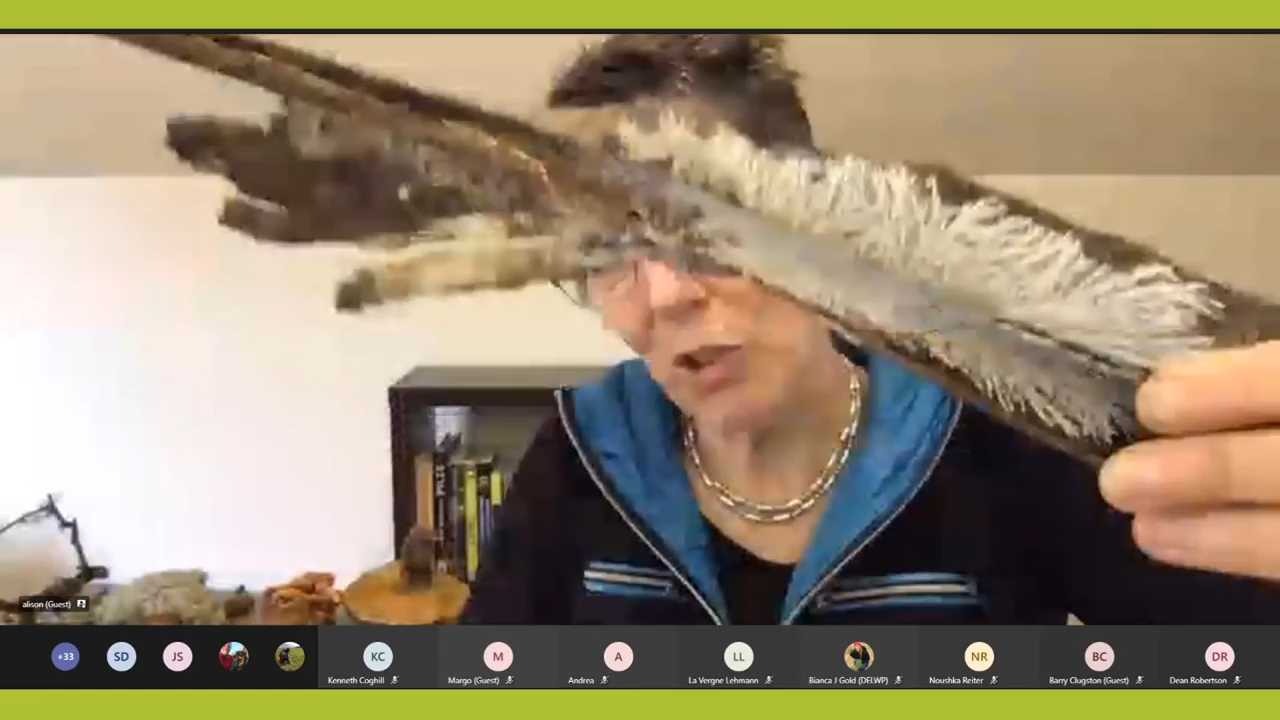 PILZE
alison (Guest)
+33
SD
JS
KC
M
A
LL
NR
BC
DR
Kenneth Coghill
Margo (Guest)
Andrea
La Vergne Lehmann
Bianca J Gold (DELWP)
Noushka Reiter
Barry Clugston (Guest)
Dean Robertson